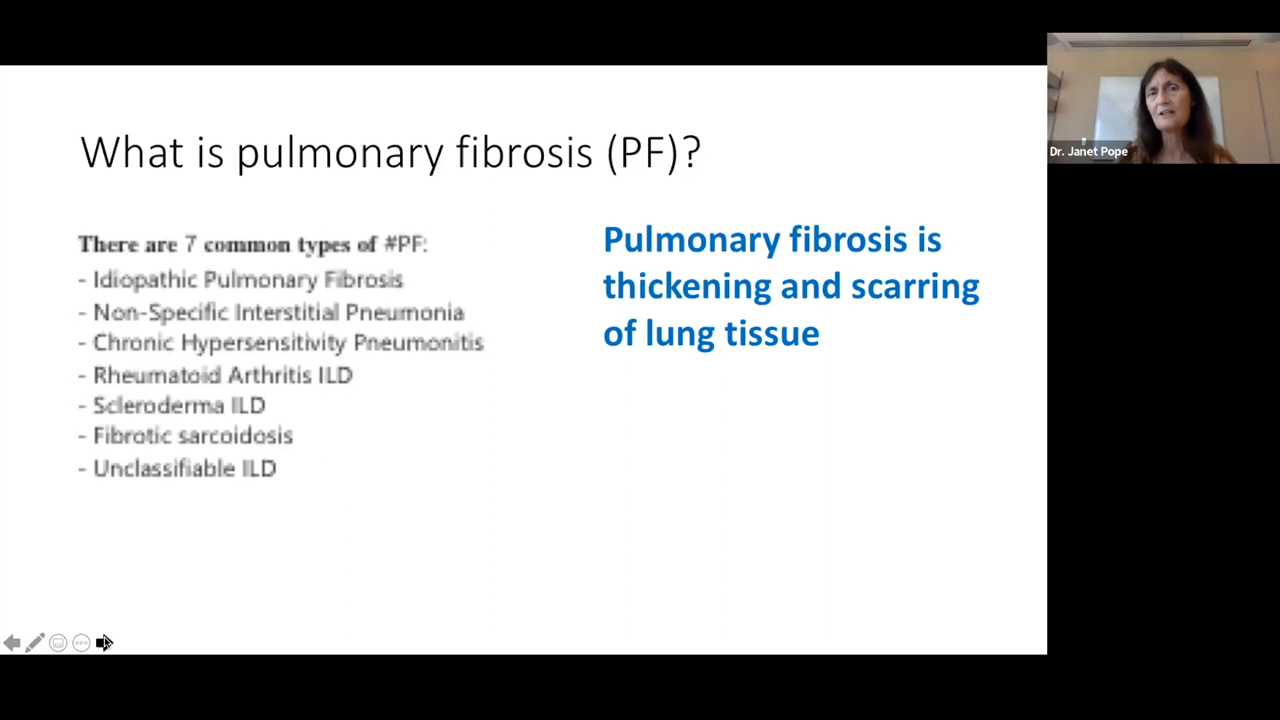 What is pulmonary fibrosis (PF)?
There are 7 common types of #PF:
- Idiopathic Pulmonary Fibrosis
- Non-Specific Interstitial Pneumonia
- Chronic Hypersensitivity Pneumonitis
- Rheumatoid Arthritis ILD
- Scleroderma ILD
- Fibrotic sarcoidosis
- Unclassifiable ILD
Pulmonary fibrosis is
thickening and scarring
of lung tissue
Dr. Janet Pope